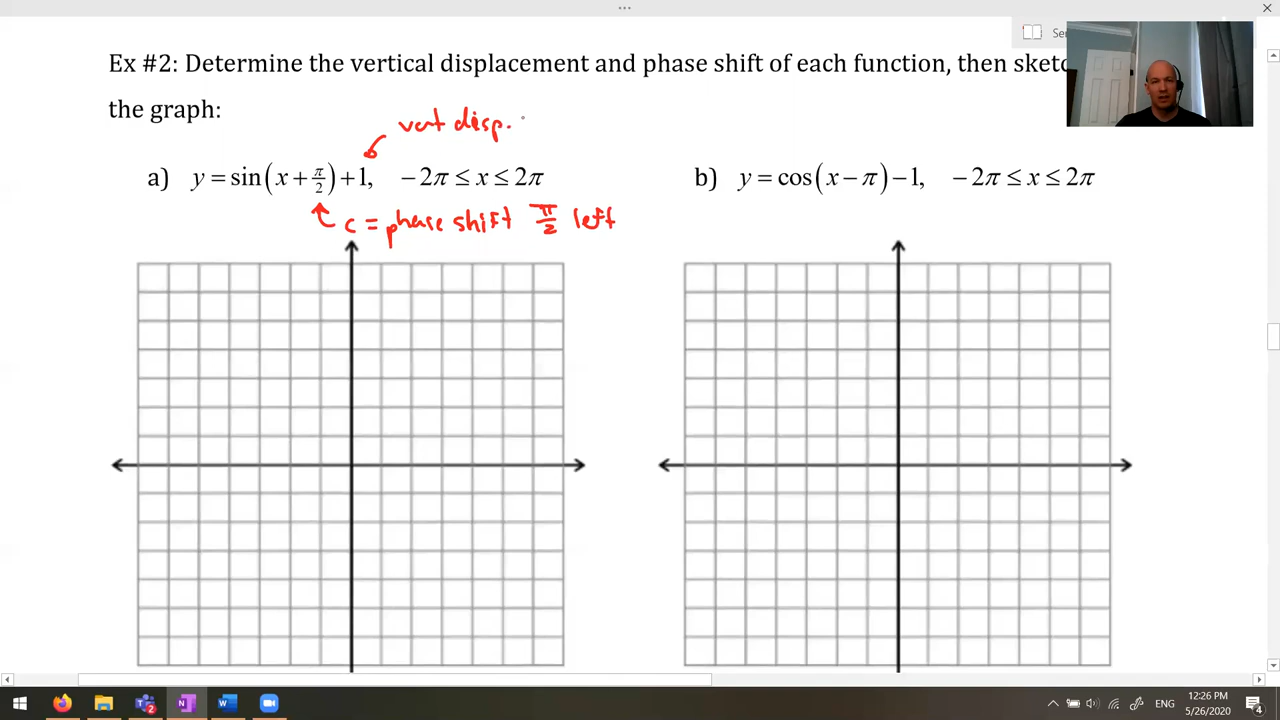 Ser
Ex #2: Determine the vertical displacement and phase shift of each function, then sketc
the graph:
vert disp.
a) y = sin(x + π/2) + 1, − 2π ≤ x ≤ 2π
b) y = cos(x − π) − 1, − 2π ≤ x ≤ 2π
c = phase shift π/2 left
12:26 PM
ENG
5/26/2020
4